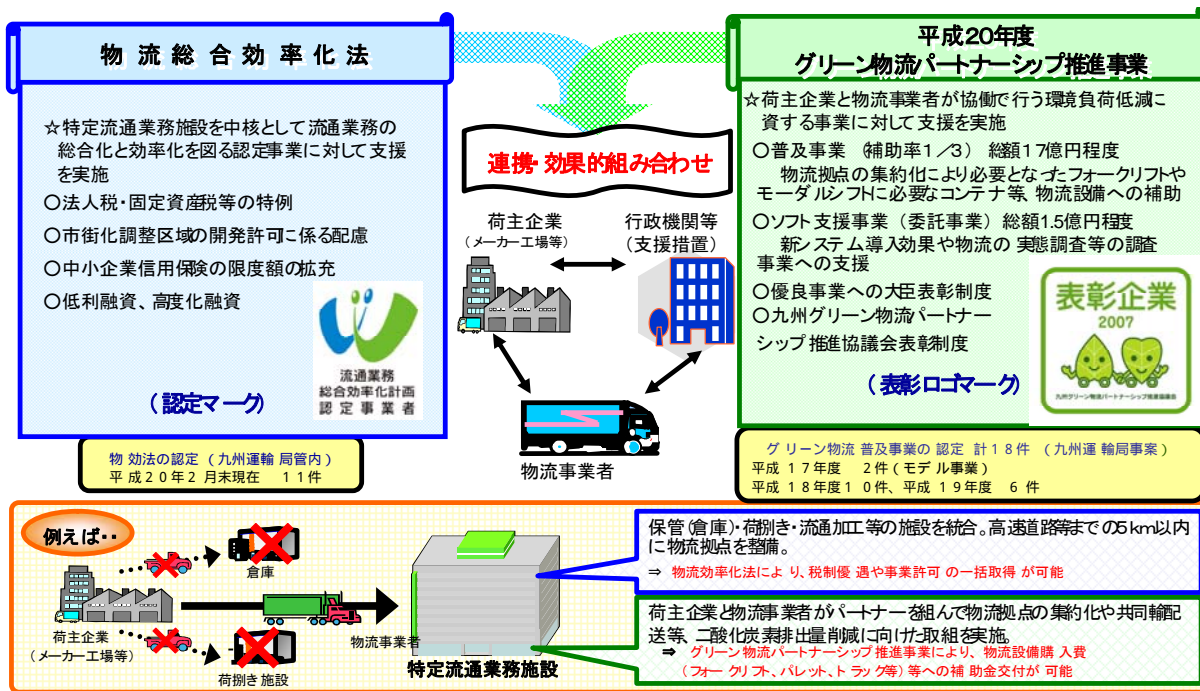 物流総合効率化法
☆特定流通業務施設を中核として流通業務の
総合化と効率化を図る認定事業に対して支援
を実施
○法人税・固定資産税等の特例
○市街化調整区域の開発許可に係る配慮
○中小企業信用保険の限度額の拡充
○低利融資、高度化融資
流通業務
総合効率化計画
認定事業者
(認定マーク)
物効法の認定(九州運輸局管内)
平成20年2月末現在 11件
連携・効果的組み合わせ
荷主企業
(メーカー工場等)
行政機関等
(支援措置)
物流事業者
平成20年度
グリーン物流パートナーシップ推進事業
☆荷主企業と物流事業者が協働で行う環境負荷低減に
資する事業に対して支援を実施
○普及事業 (補助率1/3) 総額17億円程度
物流拠点の集約化により必要となったフォークリフトや
モーダルシフトに必要なコンテナ等、物流設備への補助
○ソフト支援事業(委託事業)総額1.5億円程度
新システム導入効果や物流の実態調査等の調査
事業への支援
○優良事業への大臣表彰制度
○九州グリーン物流パートナー
シップ推進協議会表彰制度
(表彰ロゴマーク)
表彰企業
2007
九州グリーン物流パートナーシップ推進協議会
グリーン物流普及事業の認定 計18件 (九州運輸局事案)
平成17年度 2件(モデル事業)
平成18年度10件、平成19年度 6件
例えば・・
倉庫
荷主企業
(メーカー工場等)
荷捌き施設
物流事業者
特定流通業務施設
保管(倉庫)・荷捌き・流通加工等の施設を統合。高速道路等までの5km以内
に物流拠点を整備。
⇒ 物流効率化法により、税制優遇や事業許可の一括取得が可能
荷主企業と物流事業者がパートナーを組んで物流拠点の集約化や共同輸配
送等、二酸化炭素排出量削減に向けた取組を実施。
⇒ グリーン物流パートナーシップ推進事業により、物流設備購入費
(フォークリフト、パレット、トラック等)等への補助金交付が可能